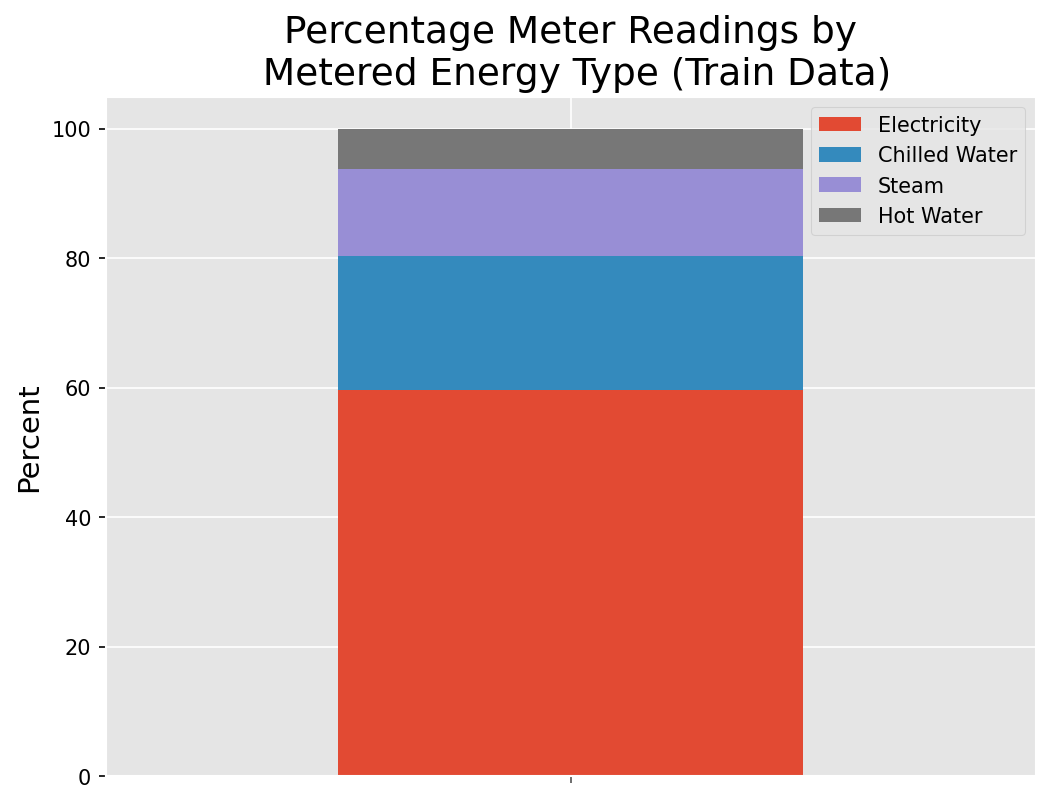 Percentage Meter Readings by
Metered Energy Type (Train Data)
Electricity
Chilled Water
Steam
Hot Water
Percent
100
80
60
40
20
0